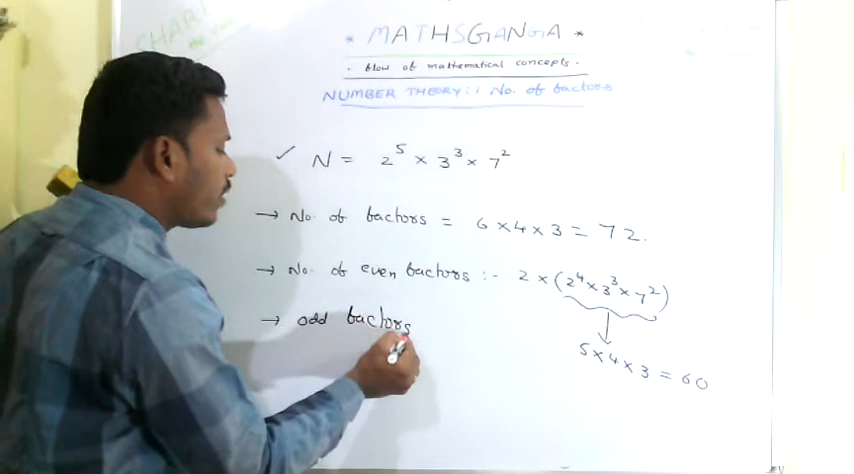 CHARI
* MATHSGANGA *
. flow of mathematical concepts.
NUMBER THEORY :: No. of factors
✓ N = 2⁵ × 3³ × 7²
→ No. of factors = 6 × 4 × 3 = 72.
→ No. of even factors :- 2 × (2⁴ × 3³ × 7²)
↓
5 × 4 × 3 = 60
→ odd factors